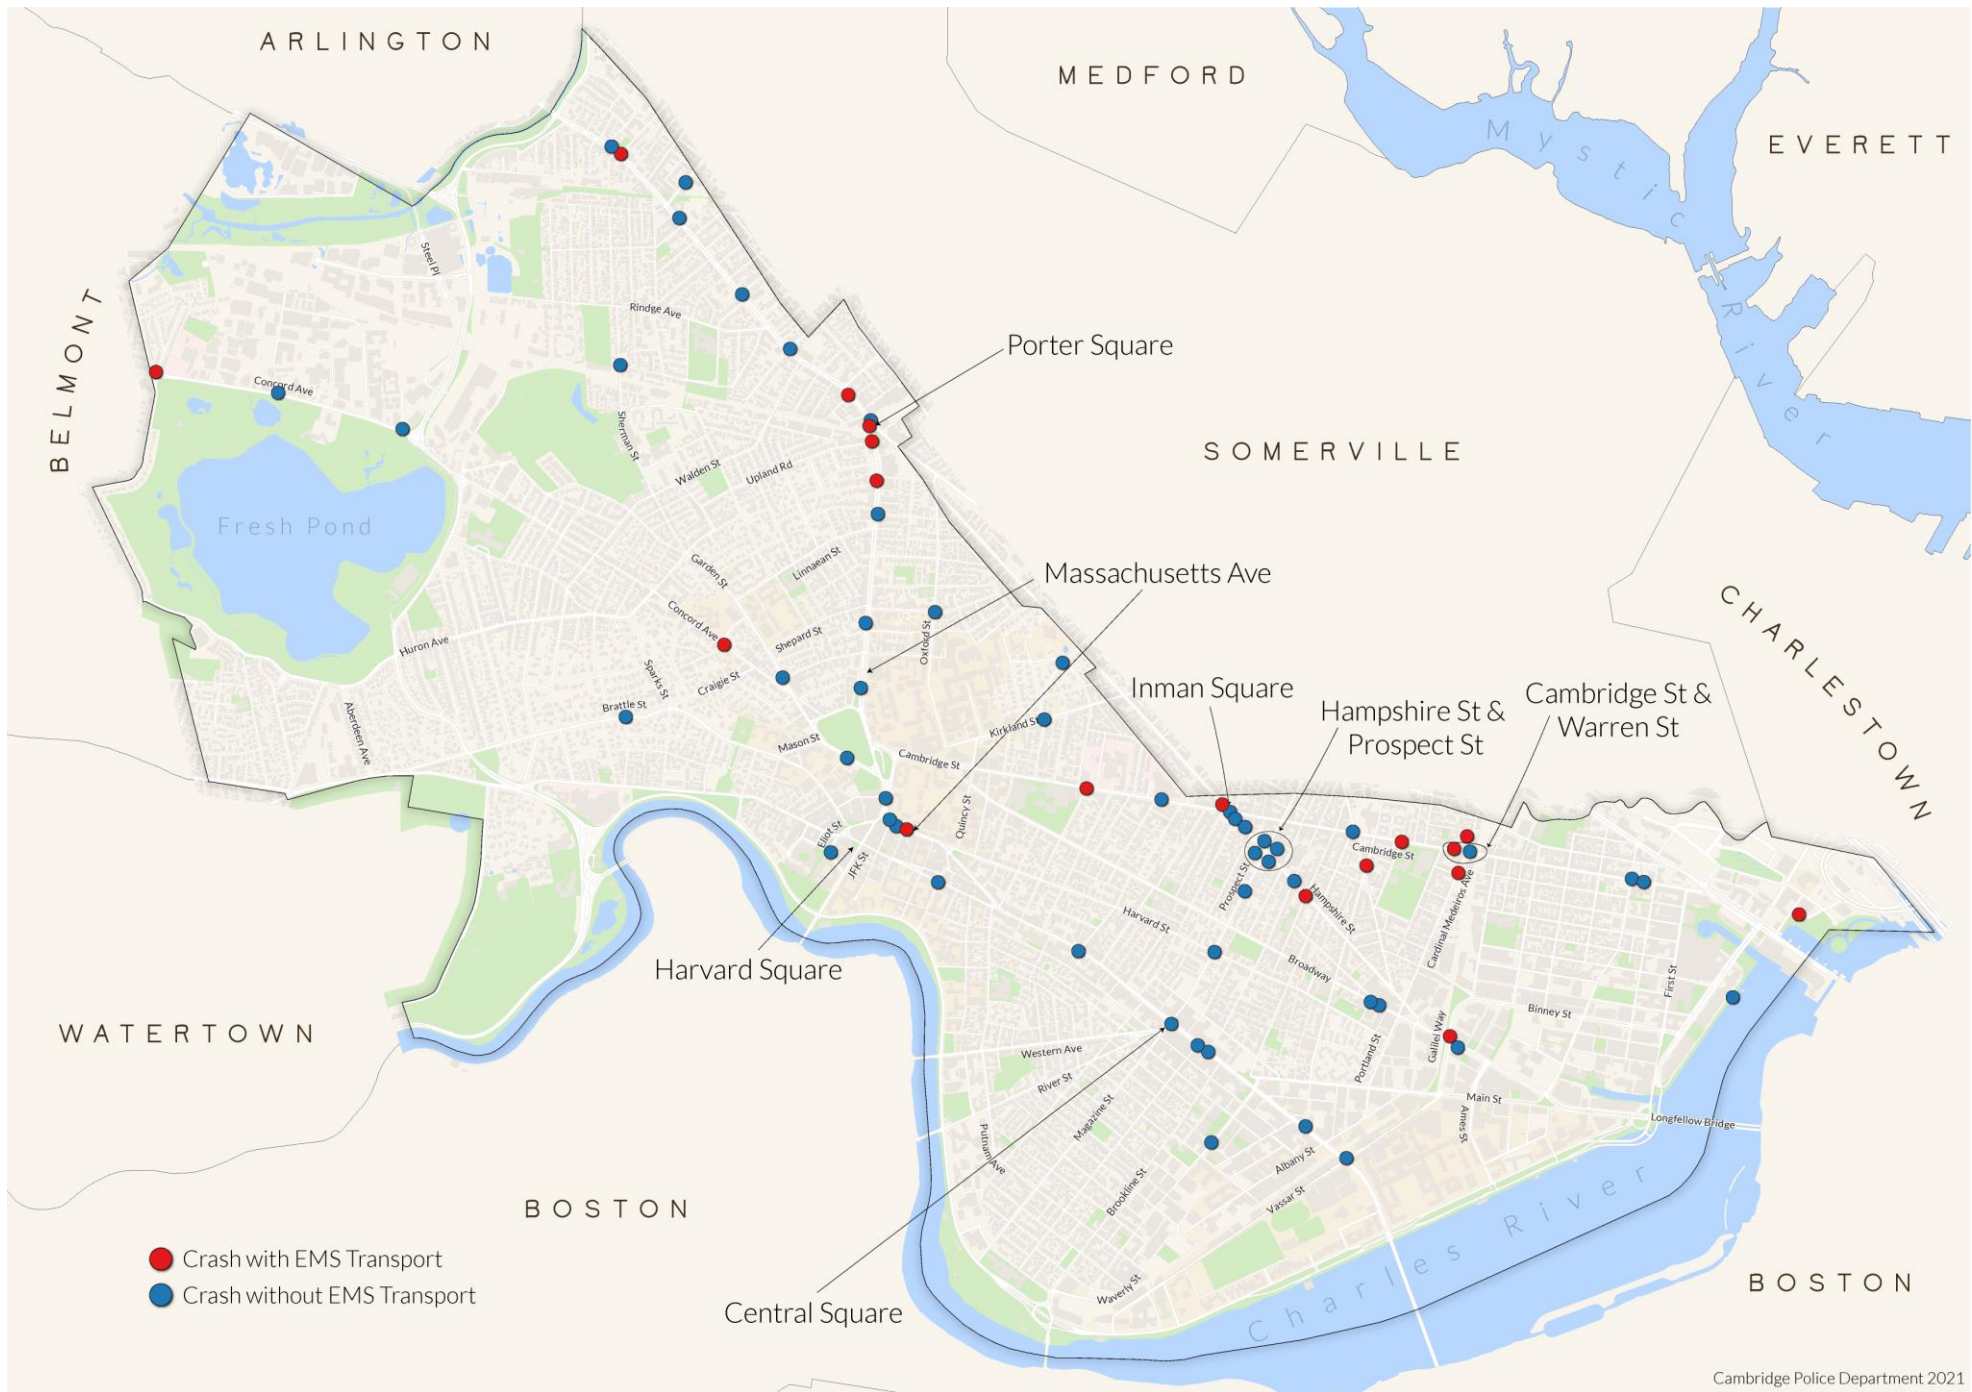 ARLINGTON
MEDFORD
EVERETT
Mystic River
BELMONT
Steel Pl
Rindge Ave
Porter Square
Concord Ave
Sherman St
SOMERVILLE
Walden St
Upland Rd
Fresh Pond
Garden St
Linnaean St
Massachusetts Ave
CHARLESTOWN
Concord Ave
Shepard St
Oxford St
Huron Ave
Sparks St
Craigie St
Inman Square
Hampshire St &
Prospect St
Cambridge St &
Warren St
Brattle St
Aberdeen Ave
Mason St
Kirkland St
Cambridge St
Quincy St
Eliot St
JFK St
Cambridge St
Prospect St
Hampshire St
Cardinal Medeiros Ave
Harvard St
Harvard Square
Broadway
First St
Binney St
WATERTOWN
Western Ave
Galilei Way
Portland St
River St
Magazine St
Main St
Ames St
Longfellow Bridge
Putnam Ave
Albany St
Brookline St
Vassar St
BOSTON
Charles River
Crash with EMS Transport
Crash without EMS Transport
Waverly St
Central Square
BOSTON
Cambridge Police Department 2021